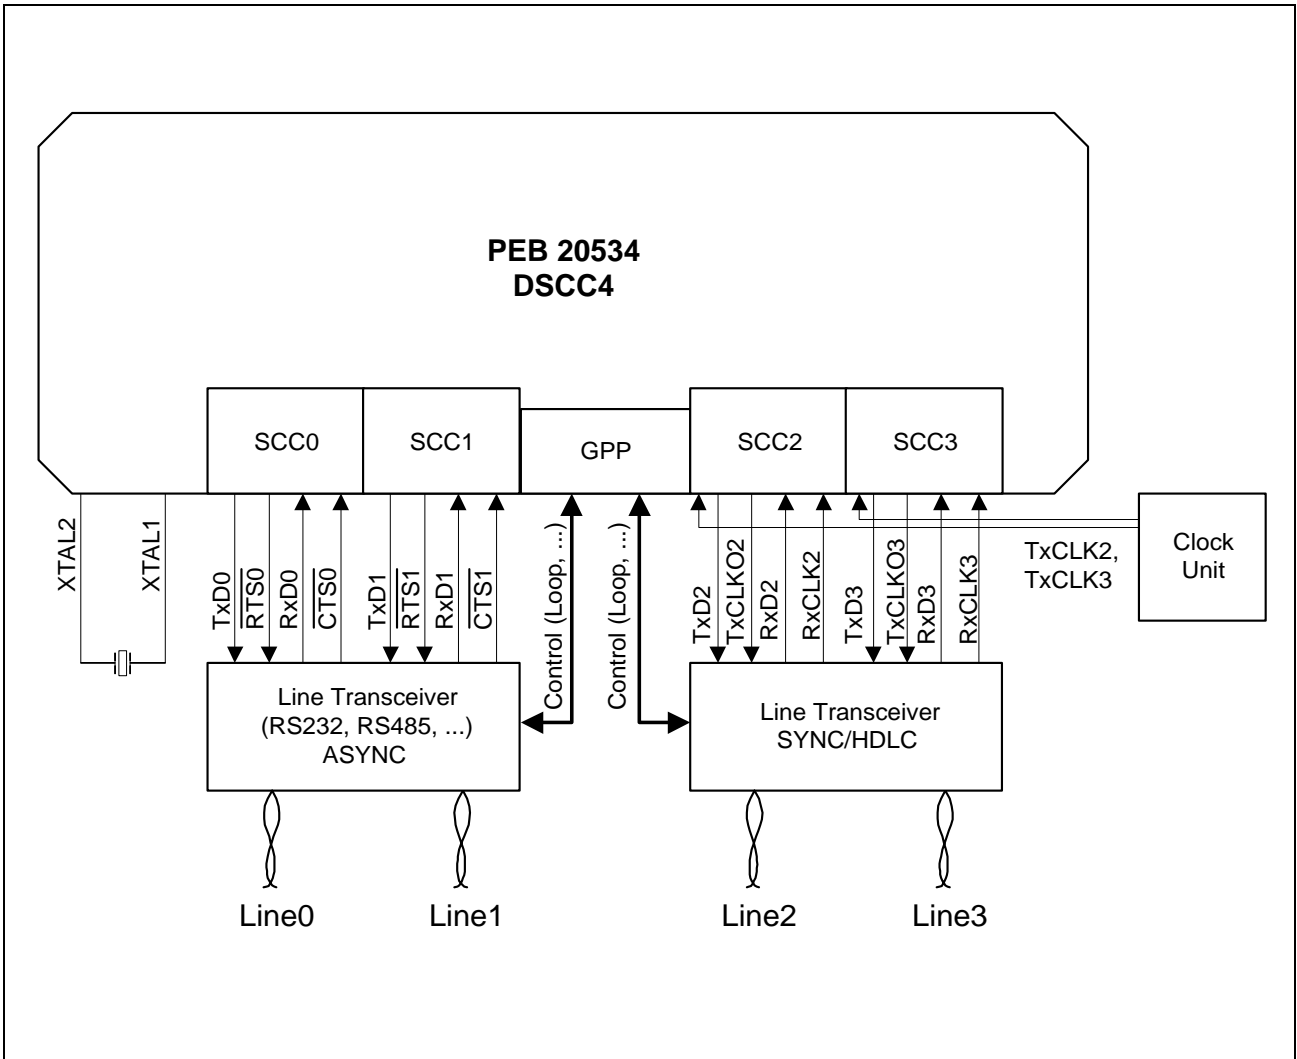 PEB 20534
DSCC4
SCC0
SCC1
GPP
SCC2
SCC3
XTAL2
XTAL1
TxD0
RTS0
RxD0
CTS0
TxD1
RTS1
RxD1
CTS1
Control (Loop, ...)
Control (Loop, ...)
TxD2
TxCLKO2
RxD2
RxCLK2
TxD3
TxCLKO3
RxD3
RxCLK3
TxCLK2,
TxCLK3
Clock
Unit
Line Transceiver
(RS232, RS485, ...)
ASYNC
Line Transceiver
SYNC/HDLC
Line0
Line1
Line2
Line3